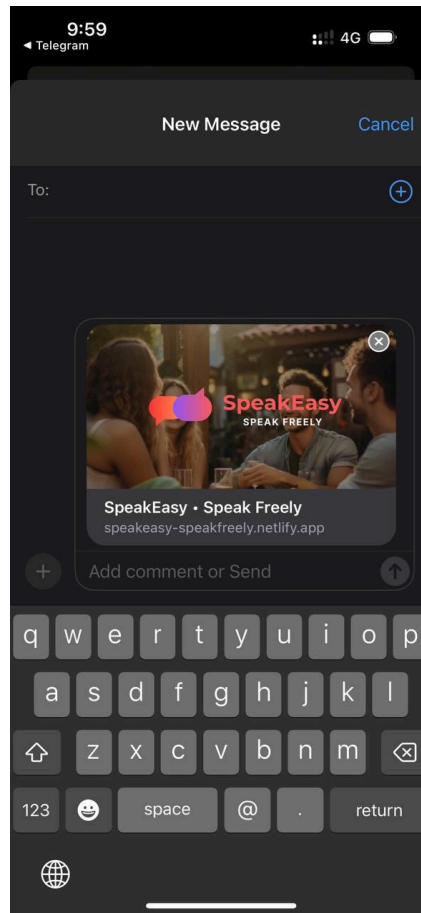 9:59
◀ Telegram
4G
New Message
Cancel
To:
SpeakEasy
SPEAK FREELY
SpeakEasy • Speak Freely
speakeasy-speakfreely.netlify.app
Add comment or Send
q w e r t y u i o p
a s d f g h j k l
z x c v b n m
123 space @ . return